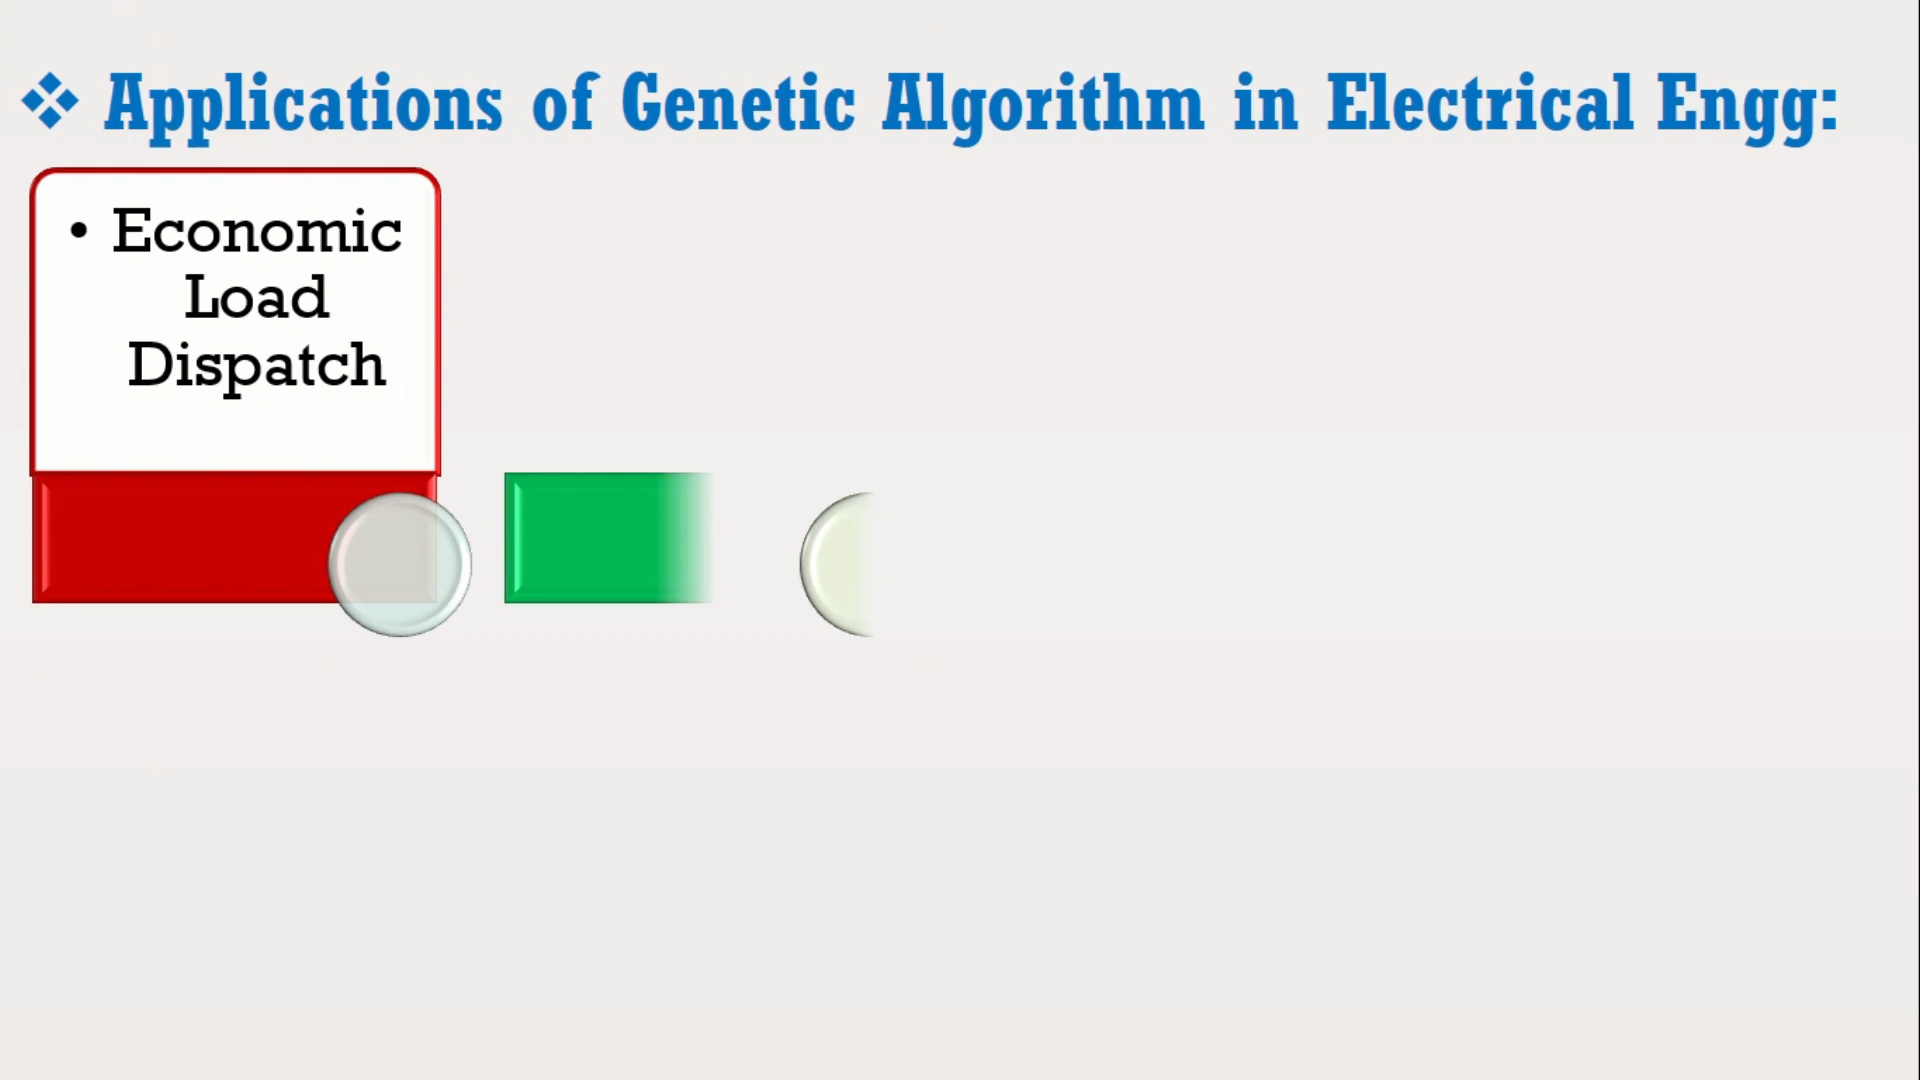 ❖ Applications of Genetic Algorithm in Electrical Engg:
• Economic
Load
Dispatch